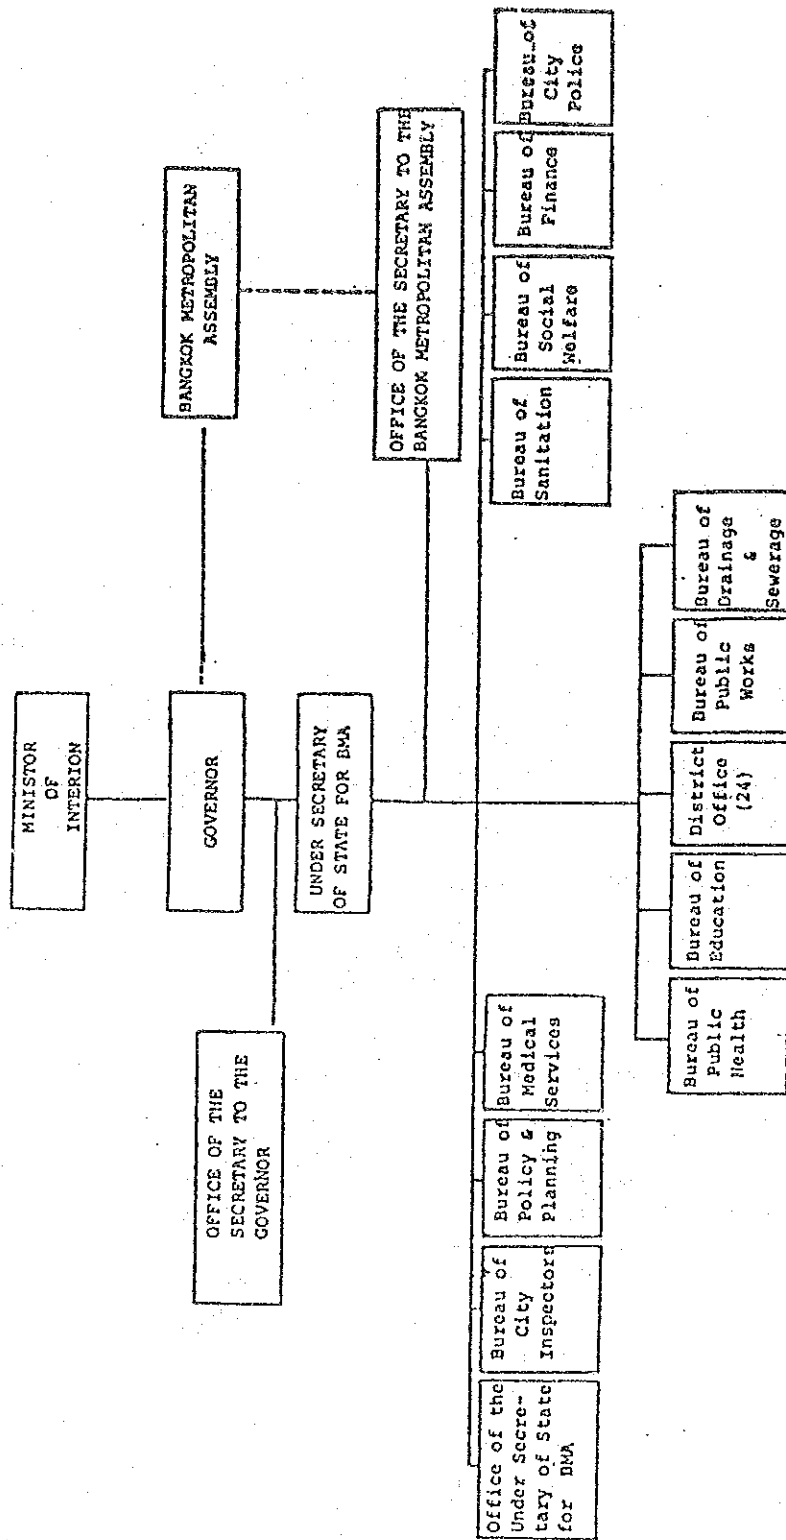 MINISTOR
OF
INTERION
GOVERNOR
BANGKOK METROPOLITAN
ASSEMBLY
OFFICE OF THE
SECRETARY TO THE
GOVERNOR
UNDER SECRETARY
OF STATE FOR BMA
OFFICE OF THE SECRETARY TO THE
BANGKOK METROPOLITAN ASSEMBLY
Office of the
Under Secre-
tary of State
for BMA
Bureau of
City
Inspectors
Bureau of
Policy &
Planning
Bureau of
Medical
Services
Bureau of
Sanitation
Bureau of
Social
Welfare
Bureau of
Finance
Bureau of
City
Police
Bureau of
Public
Health
Bureau of
Education
District
Office
(24)
Bureau of
Public
Works
Bureau of
Drainage
&
Sewerage